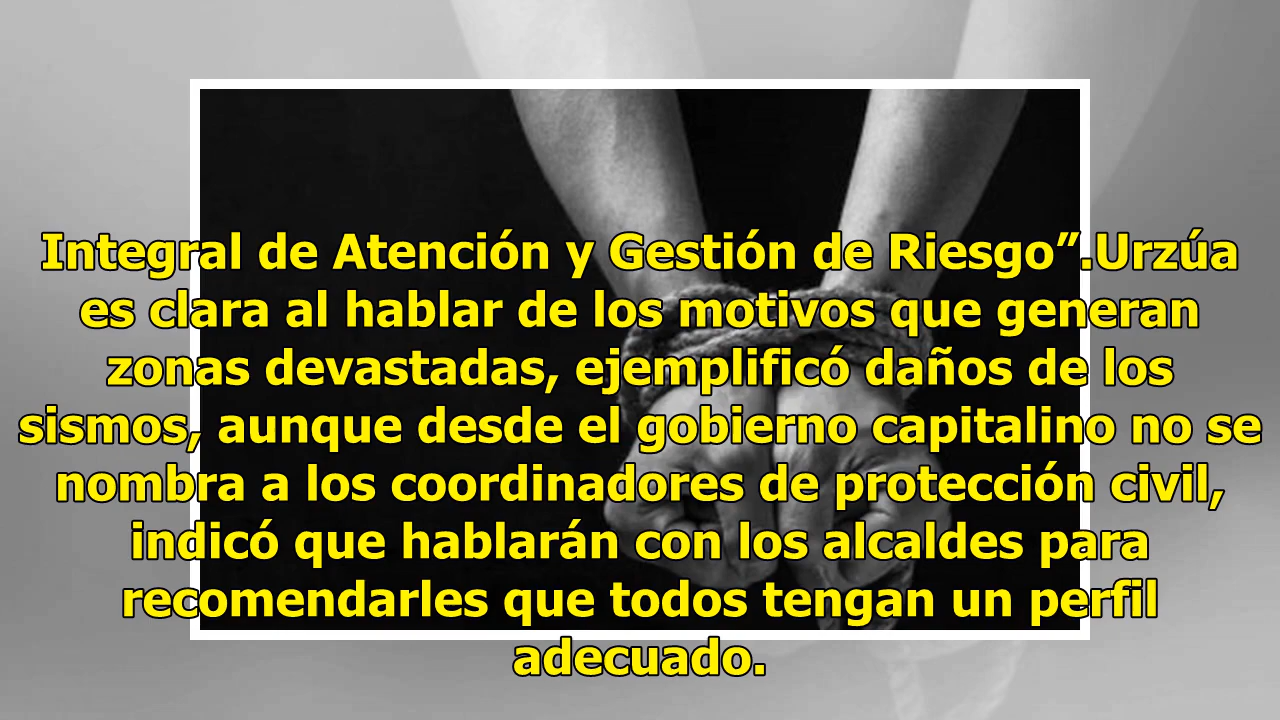 Integral de Atención y Gestión de Riesgo”.Urzúa
es clara al hablar de los motivos que generan
zonas devastadas, ejemplificó daños de los
sismos, aunque desde el gobierno capitalino no se
nombra a los coordinadores de protección civil,
indicó que hablarán con los alcaldes para
recomendarles que todos tengan un perfil
adecuado.